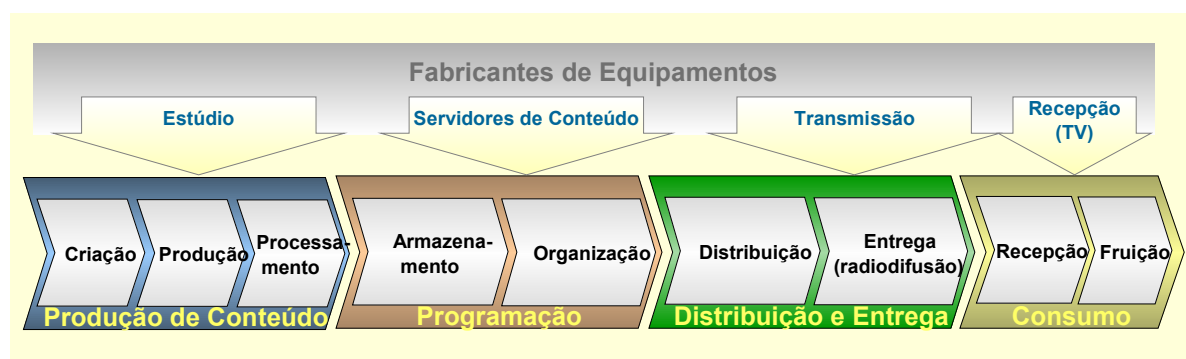 Fabricantes de Equipamentos
Estúdio
Servidores de Conteúdo
Transmissão
Recepção
(TV)
Criação
Produção
Processa-
mento
Armazena-
mento
Organização
Distribuição
Entrega
(radiodifusão)
Recepção
Fruição
Produção de Conteúdo
Programação
Distribuição e Entrega
Consumo